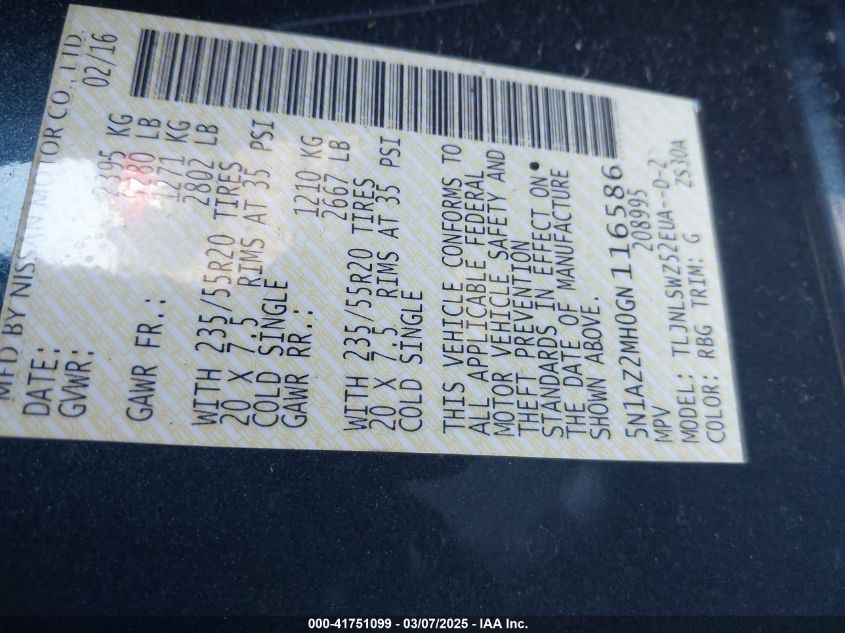 MFD BY NISSAN MOTOR CO., LTD.
DATE: 02/16
GVWR: KG
LB
GAWR FR.: 1271 KG
2802 LB
WITH 235/55R20 TIRES
20 X 7.5 RIMS AT 35 PSI
COLD SINGLE
GAWR RR.: 1210 KG
2667 LB
WITH 235/55R20 TIRES
20 X 7.5 RIMS AT 35 PSI
COLD SINGLE
THIS VEHICLE CONFORMS TO
ALL APPLICABLE FEDERAL
MOTOR VEHICLE SAFETY AND
THEFT PREVENTION
STANDARDS IN EFFECT ON
THE DATE OF MANUFACTURE
SHOWN ABOVE.
5N1AZ2MH0GN116586
MPV 208995
MODEL: TLJNLSWZ52EUA--D-2
COLOR: RBG TRIM: G ZS30A
000-41751099 - 03/07/2025 - IAA Inc.